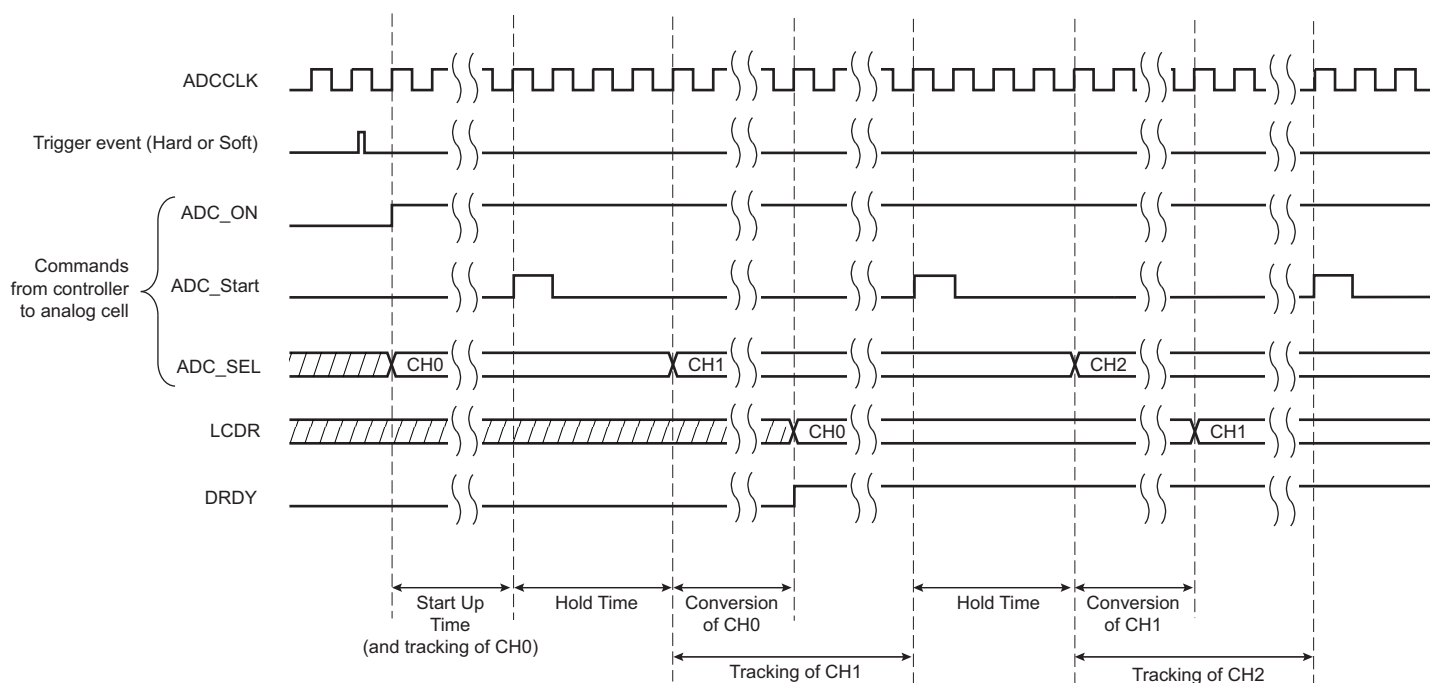 ADCCLK
Trigger event (Hard or Soft)
ADC_ON
Commands
from controller
to analog cell
ADC_Start
ADC_SEL
CH0
CH1
CH2
LCDR
CH0
CH1
DRDY
Start Up
Time
(and tracking of CH0)
Hold Time
Conversion
of CH0
Hold Time
Conversion
of CH1
Tracking of CH1
Tracking of CH2